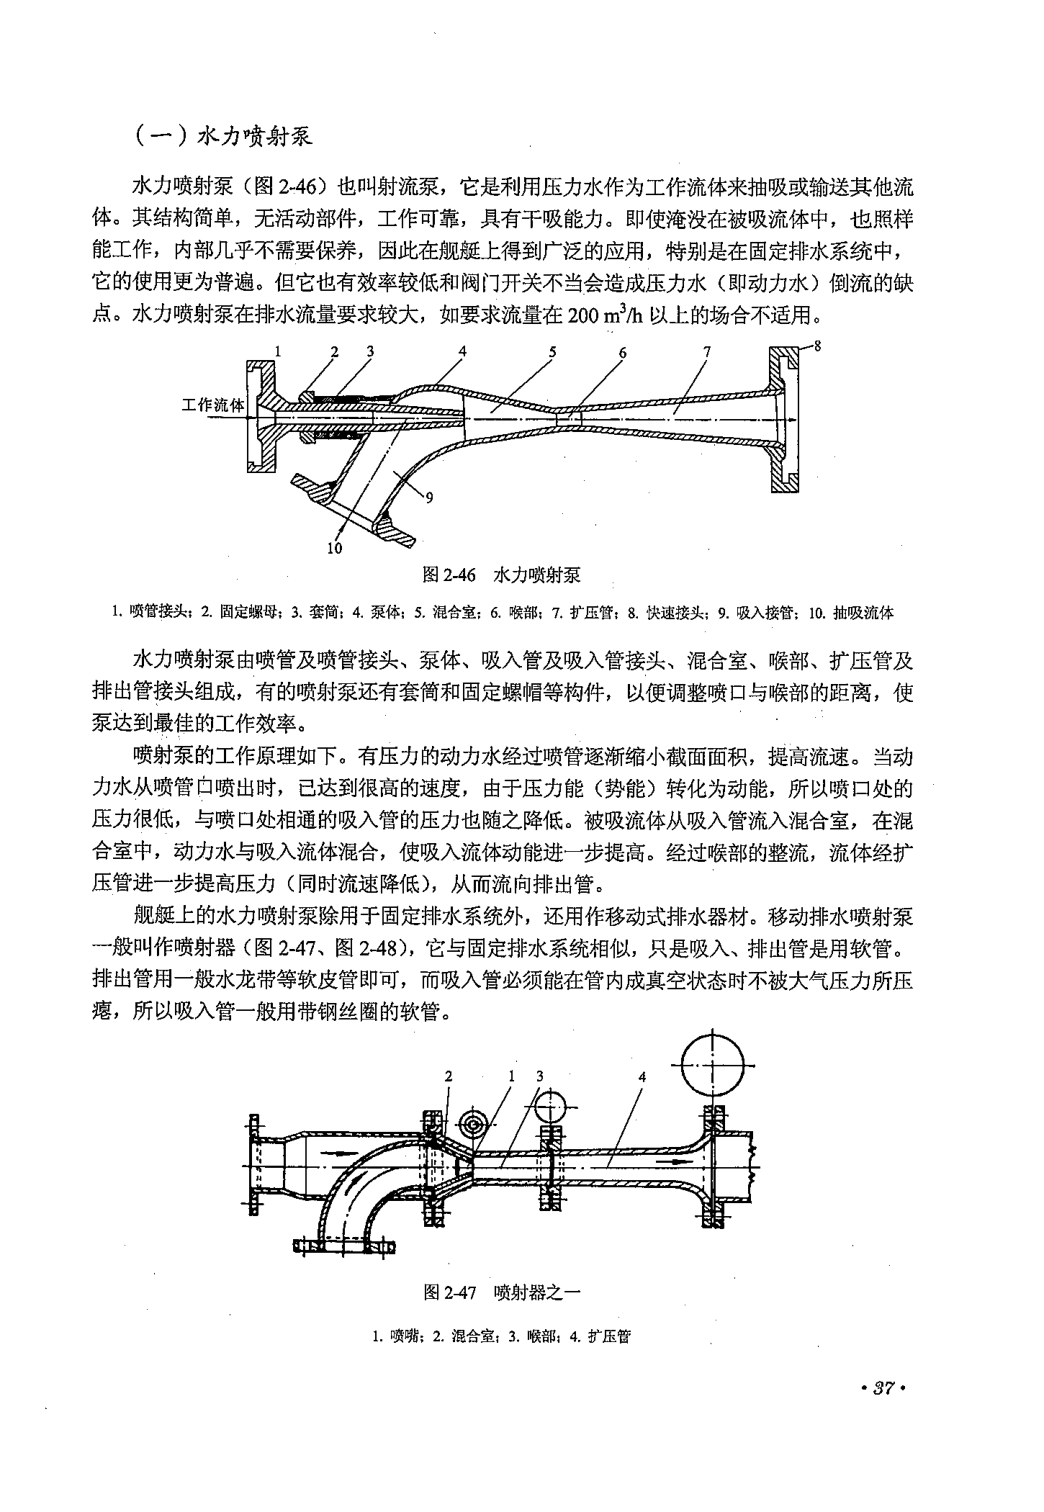 （一）水力喷射泵
水力喷射泵（图 2-46）也叫射流泵，它是利用压力水作为工作流体来抽吸或输送其他流
体。其结构简单，无活动部件，工作可靠，具有干吸能力。即使淹没在被吸流体中，也照样
能工作，内部几乎不需要保养，因此在舰艇上得到广泛的应用，特别是在固定排水系统中，
它的使用更为普遍。但它也有效率较低和阀门开关不当会造成压力水（即动力水）倒流的缺
点。水力喷射泵在排水流量要求较大，如要求流量在 200 m³/h 以上的场合不适用。
1 2 3 4 5 6 7 8
工作流体
9
10
图 2-46 水力喷射泵
1. 喷管接头；2. 固定螺母；3. 套筒；4. 泵体；5. 混合室；6. 喉部；7. 扩压管；8. 快速接头；9. 吸入接管；10. 抽吸流体
水力喷射泵由喷管及喷管接头、泵体、吸入管及吸入管接头、混合室、喉部、扩压管及
排出管接头组成，有的喷射泵还有套筒和固定螺帽等构件，以便调整喷口与喉部的距离，使
泵达到最佳的工作效率。
喷射泵的工作原理如下。有压力的动力水经过喷管逐渐缩小截面面积，提高流速。当动
力水从喷管口喷出时，已达到很高的速度，由于压力能（势能）转化为动能，所以喷口处的
压力很低，与喷口处相通的吸入管的压力也随之降低。被吸流体从吸入管流入混合室，在混
合室中，动力水与吸入流体混合，使吸入流体动能进一步提高。经过喉部的整流，流体经扩
压管进一步提高压力（同时流速降低），从而流向排出管。
舰艇上的水力喷射泵除用于固定排水系统外，还用作移动式排水器材。移动排水喷射泵
一般叫作喷射器（图 2-47、图 2-48），它与固定排水系统相似，只是吸入、排出管是用软管。
排出管用一般水龙带等软皮管即可，而吸入管必须能在管内成真空状态时不被大气压力所压
瘪，所以吸入管一般用带钢丝圈的软管。
2 1 3 4
图 2-47 喷射器之一
1. 喷嘴；2. 混合室；3. 喉部；4. 扩压管
·37·